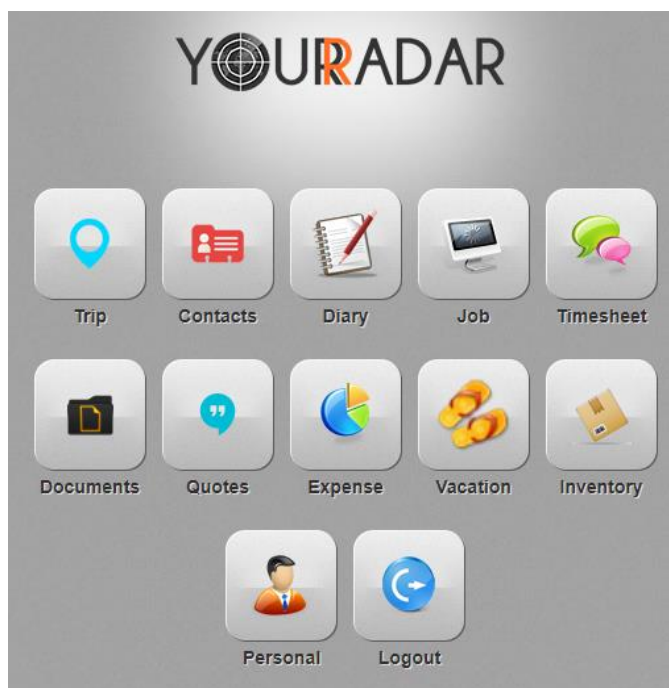 YOURRADAR
Trip Contacts Diary Job Timesheet
Documents Quotes Expense Vacation Inventory
Personal Logout